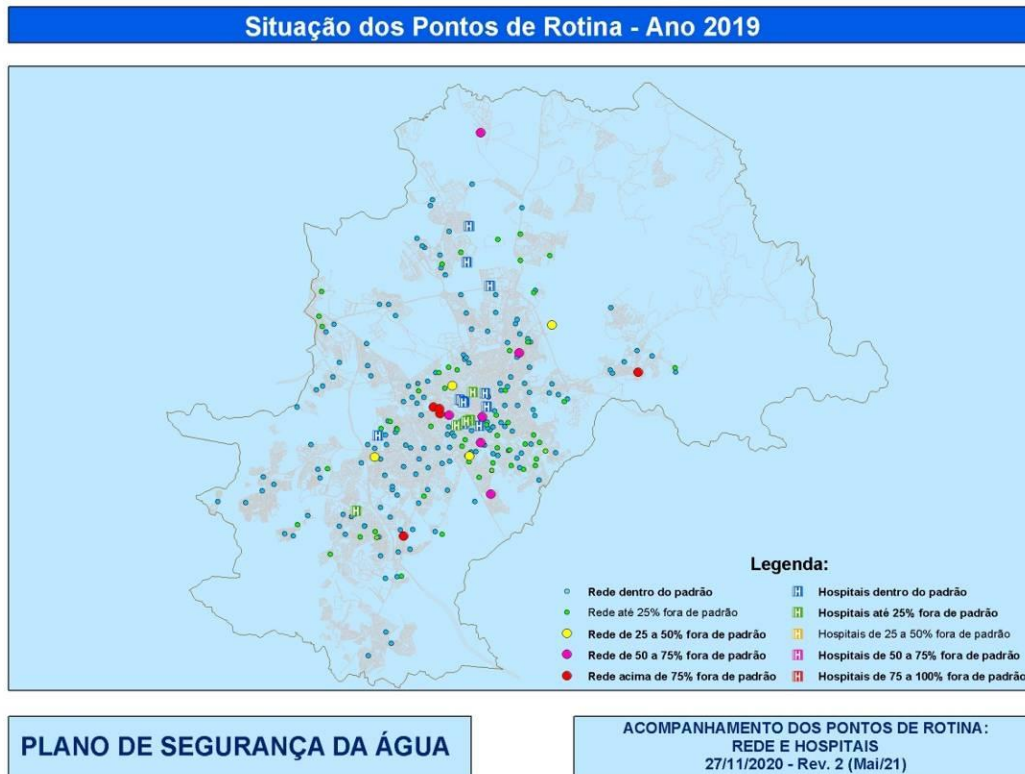 Situação dos Pontos de Rotina - Ano 2019
Legenda:
Rede dentro do padrão
Rede até 25% fora de padrão
Rede de 25 a 50% fora de padrão
Rede de 50 a 75% fora de padrão
Rede acima de 75% fora de padrão
H Hospitais dentro do padrão
H Hospitais até 25% fora de padrão
H Hospitais de 25 a 50% fora de padrão
H Hospitais de 50 a 75% fora de padrão
H Hospitais de 75 a 100% fora de padrão
PLANO DE SEGURANÇA DA ÁGUA
ACOMPANHAMENTO DOS PONTOS DE ROTINA:
REDE E HOSPITAIS
27/11/2020 - Rev. 2 (Mai/21)